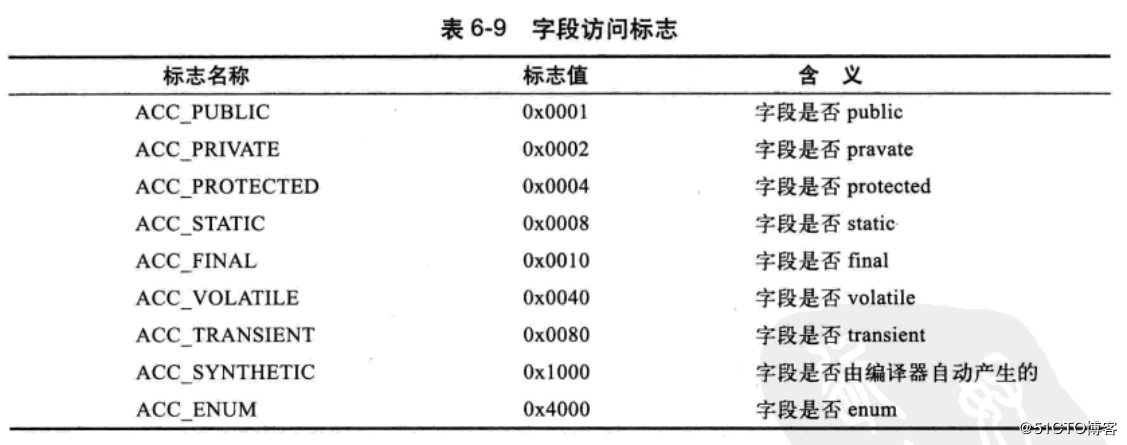 表 6-9 字段访问标志
标志名称 标志值 含 义
ACC_PUBLIC 0x0001 字段是否 public
ACC_PRIVATE 0x0002 字段是否 pravate
ACC_PROTECTED 0x0004 字段是否 protected
ACC_STATIC 0x0008 字段是否 static
ACC_FINAL 0x0010 字段是否 final
ACC_VOLATILE 0x0040 字段是否 volatile
ACC_TRANSIENT 0x0080 字段是否 transient
ACC_SYNTHETIC 0x1000 字段是否由编译器自动产生的
ACC_ENUM 0x4000 字段是否 enum
@51CTO博客